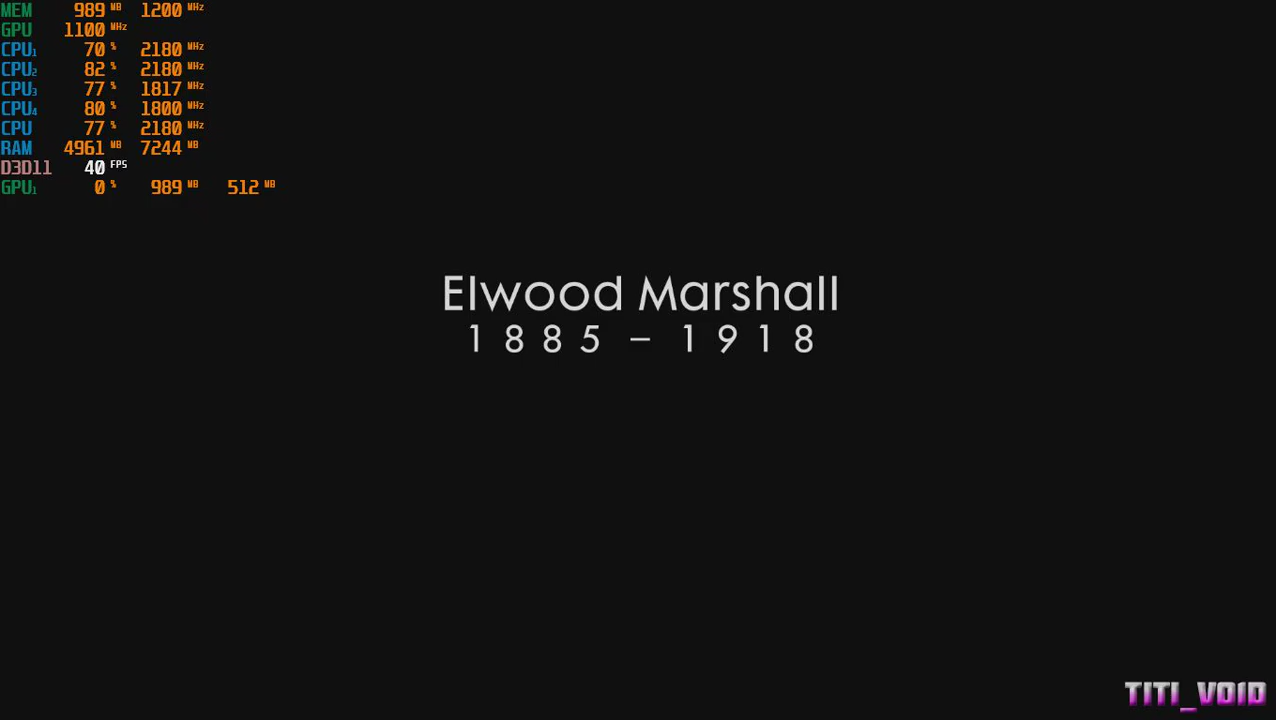 MEM 989 MB 1200 MHz
GPU 1100 MHz
CPU1 70 % 2180 MHz
CPU2 82 % 2180 MHz
CPU3 77 % 1817 MHz
CPU4 80 % 1800 MHz
CPU 77 % 2180 MHz
RAM 4961 MB 7244 MB
D3D11 40 FPS
GPU1 0 % 989 MB 512 MB
Elwood Marshall
1885 – 1918
TITI_VOID